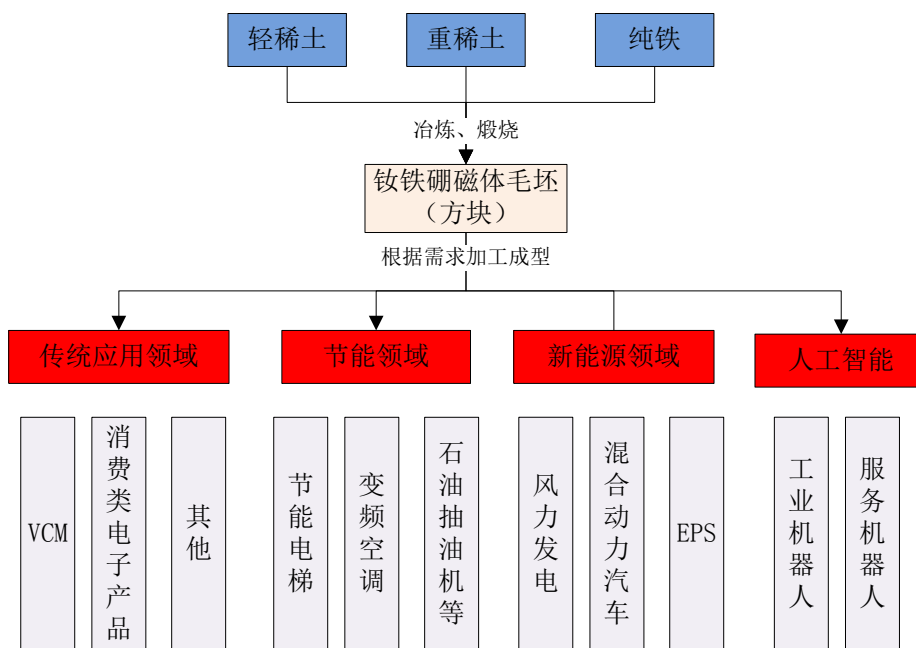 轻稀土
重稀土
纯铁
冶炼、煅烧
钕铁硼磁体毛坯
（方块）
根据需求加工成型
传统应用领域
节能领域
新能源领域
人工智能
VCM
消费类电子产品
其他
节能电梯
变频空调
石油抽油机等
风力发电
混合动力汽车
EPS
工业机器人
服务机器人